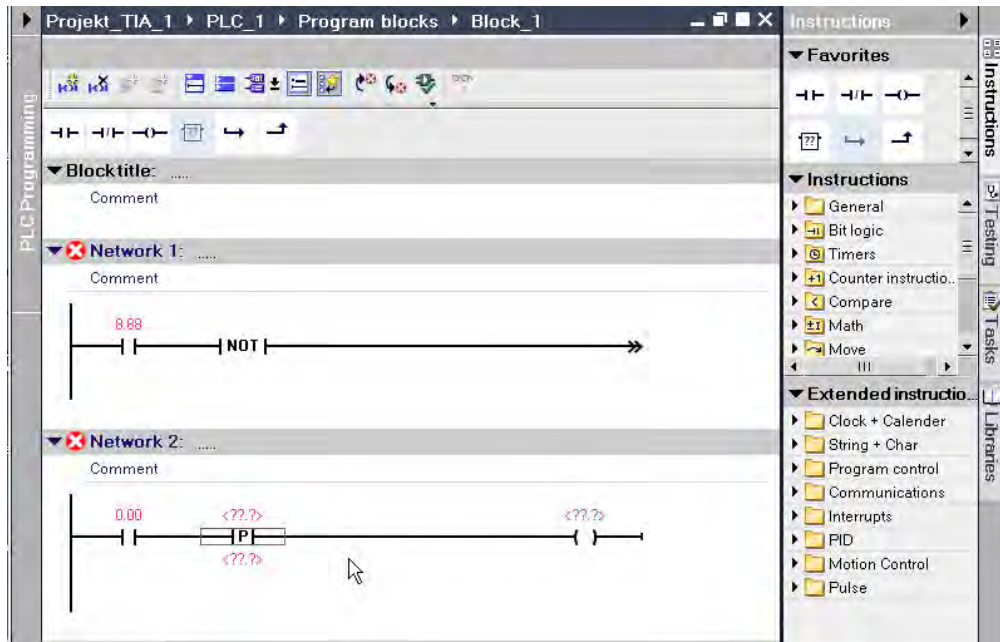 Projekt_TIA_1 PLC_1 Program blocks Block_1
PLC Programming
Block title: .....
Comment
Network 1: .....
Comment
8.88
NOT
Network 2: .....
Comment
0.00 <??.?> <??.?>
P
<??.?>
Instructions
Favorites
??
Instructions
General
Bit logic
Timers
Counter instructio..
Compare
Math
Move
Extended instructio..
Clock + Calender
String + Char
Program control
Communications
Interrupts
PID
Motion Control
Pulse
Instructions
Testing
Tasks
Libraries